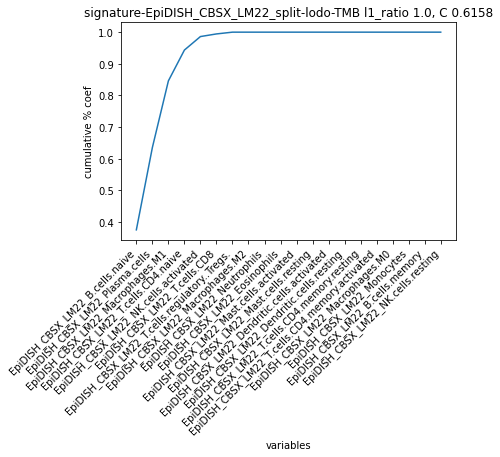 signature-EpiDISH_CBSX_LM22_split-lodo-TMB l1_ratio 1.0, C 0.6158
cumulative % coef
1.0
0.9
0.8
0.7
0.6
0.5
0.4
EpiDISH_CBSX_LM22_B.cells.naive
EpiDISH_CBSX_LM22_Plasma.cells
EpiDISH_CBSX_LM22_Macrophages.M1
EpiDISH_CBSX_LM22_T.cells.CD4.naive
EpiDISH_CBSX_LM22_NK.cells.activated
EpiDISH_CBSX_LM22_T.cells.CD8
EpiDISH_CBSX_LM22_T.cells.regulatory..Tregs.
EpiDISH_CBSX_LM22_Macrophages.M2
EpiDISH_CBSX_LM22_Neutrophils
EpiDISH_CBSX_LM22_Eosinophils
EpiDISH_CBSX_LM22_Mast.cells.activated
EpiDISH_CBSX_LM22_Mast.cells.resting
EpiDISH_CBSX_LM22_Dendritic.cells.activated
EpiDISH_CBSX_LM22_Dendritic.cells.resting
EpiDISH_CBSX_LM22_T.cells.CD4.memory.resting
EpiDISH_CBSX_LM22_T.cells.CD4.memory.activated
EpiDISH_CBSX_LM22_Macrophages.M0
EpiDISH_CBSX_LM22_Monocytes
EpiDISH_CBSX_LM22_B.cells.memory
EpiDISH_CBSX_LM22_NK.cells.resting
variables